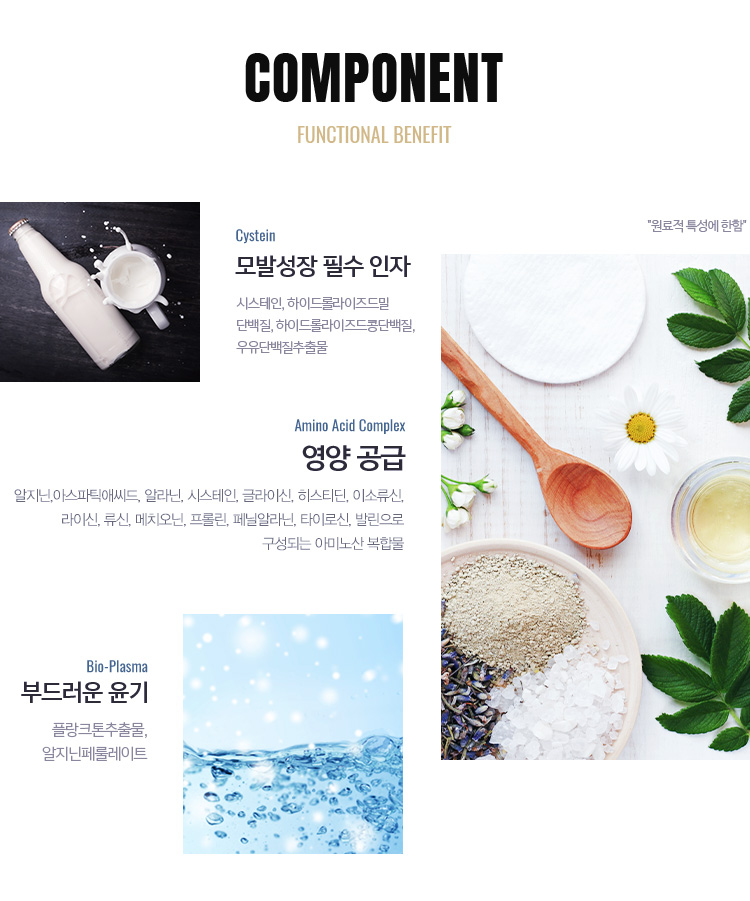 COMPONENT
FUNCTIONAL BENEFIT
"원료적 특성에 한함"
Cystein
모발성장 필수 인자
시스테인, 하이드롤라이즈드밀
단백질, 하이드롤라이즈드콩단백질,
우유단백질추출물
Amino Acid Complex
영양 공급
알지닌,아스파틱애씨드, 알라닌, 시스테인, 글라이신, 히스티딘, 이소류신,
라이신, 류신, 메치오닌, 프롤린, 페닐알라닌, 타이로신, 발린으로
구성되는 아미노산 복합물
Bio-Plasma
부드러운 윤기
플랑크톤추출물,
알지닌페룰레이트